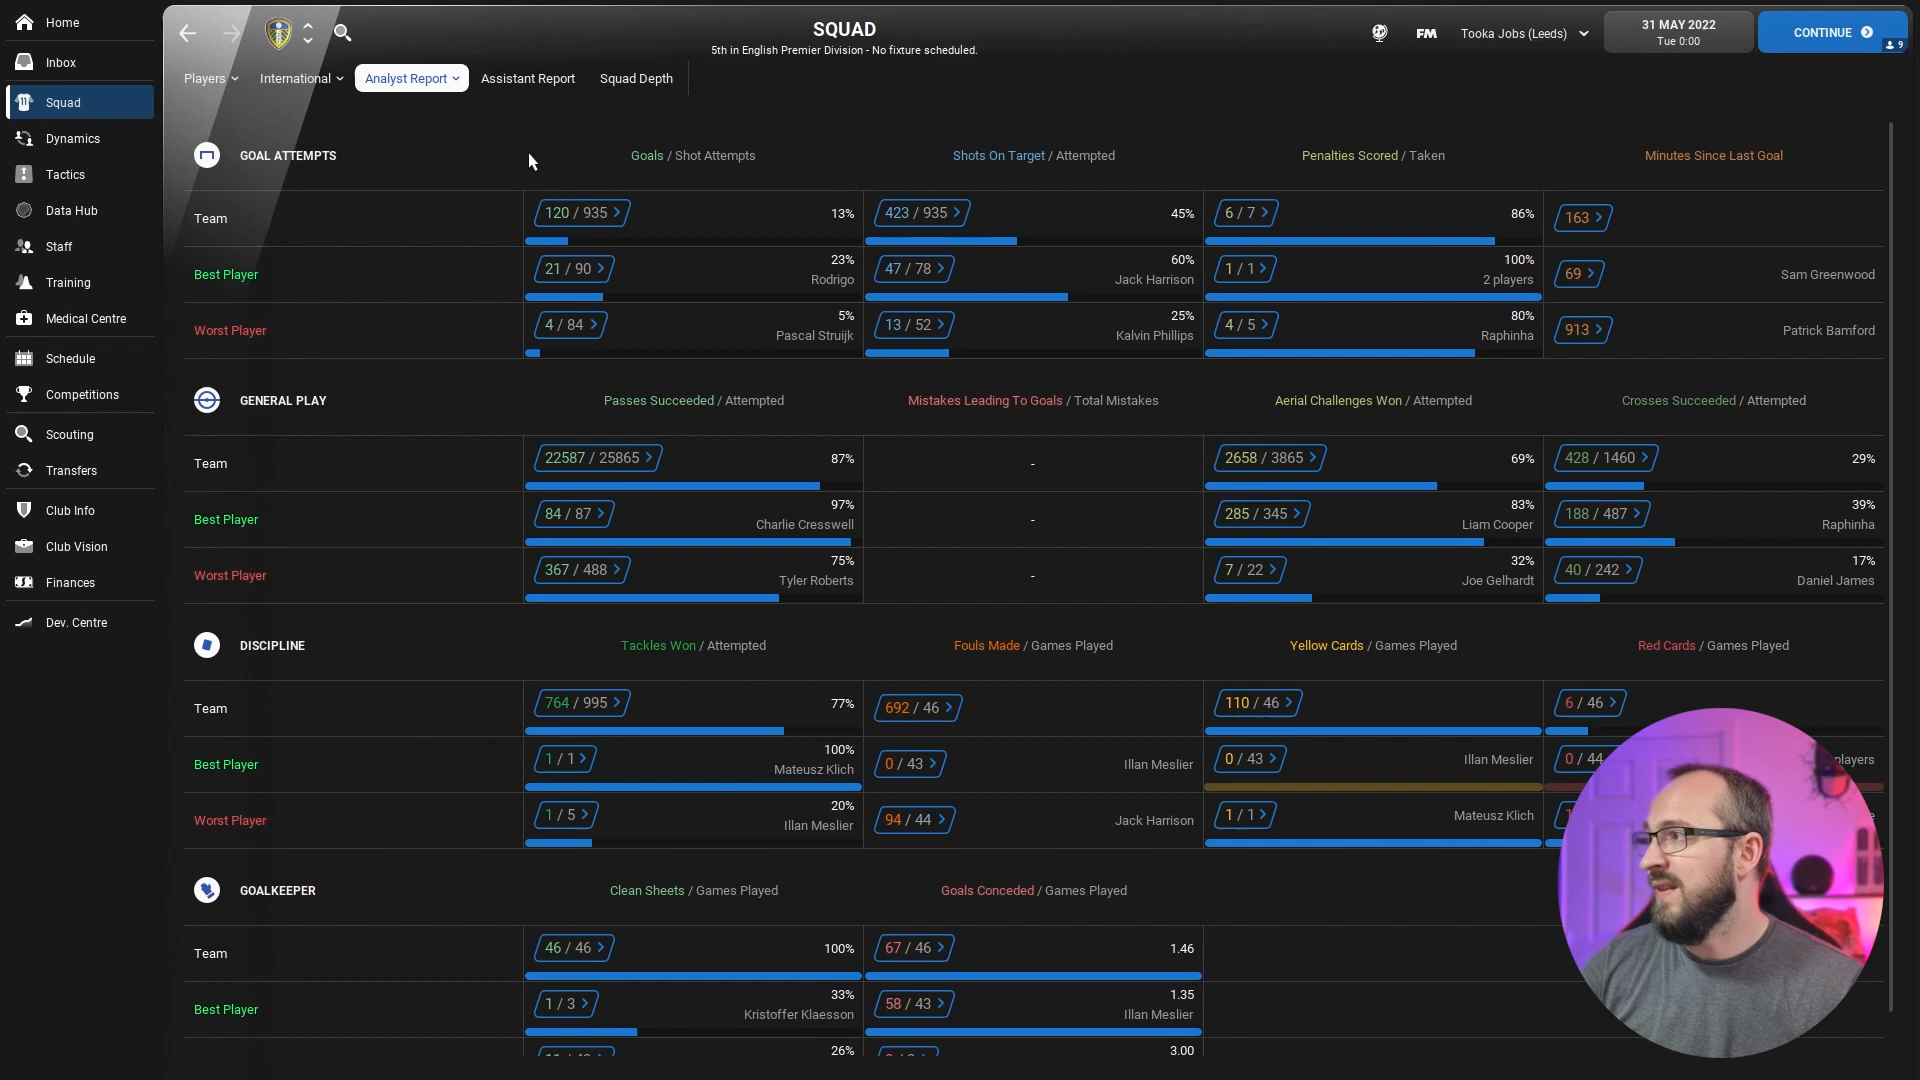 Home
Inbox
Squad
Dynamics
Tactics
Data Hub
Staff
Training
Medical Centre
Schedule
Competitions
Scouting
Transfers
Club Info
Club Vision
Finances
Dev. Centre
SQUAD
5th in English Premier Division - No fixture scheduled.
FM
Tooka Jobs (Leeds)
31 MAY 2022
Tue 0:00
CONTINUE
9
Players International Analyst Report Assistant Report Squad Depth
GOAL ATTEMPTS Goals / Shot Attempts Shots On Target / Attempted Penalties Scored / Taken Minutes Since Last Goal
Team 120 / 935 13% 423 / 935 45% 6 / 7 86% 163
Best Player 21 / 90 23% Rodrigo 47 / 78 60% Jack Harrison 1 / 1 100% 2 players 69 Sam Greenwood
Worst Player 4 / 84 5% Pascal Struijk 13 / 52 25% Kalvin Phillips 4 / 5 80% Raphinha 913 Patrick Bamford
GENERAL PLAY Passes Succeeded / Attempted Mistakes Leading To Goals / Total Mistakes Aerial Challenges Won / Attempted Crosses Succeeded / Attempted
Team 22587 / 25865 87% - 2658 / 3865 69% 428 / 1460 29%
Best Player 84 / 87 97% Charlie Cresswell - 285 / 345 83% Liam Cooper 188 / 487 39% Raphinha
Worst Player 367 / 488 75% Tyler Roberts - 7 / 22 32% Joe Gelhardt 40 / 242 17% Daniel James
DISCIPLINE Tackles Won / Attempted Fouls Made / Games Played Yellow Cards / Games Played Red Cards / Games Played
Team 764 / 995 77% 692 / 46 110 / 46 6 / 46
Best Player 1 / 1 100% Mateusz Klich 0 / 43 Illan Meslier 0 / 43 Illan Meslier 0 / 44 players
Worst Player 1 / 5 20% Illan Meslier 94 / 44 Jack Harrison 1 / 1 Mateusz Klich
GOALKEEPER Clean Sheets / Games Played Goals Conceded / Games Played
Team 46 / 46 100% 67 / 46 1.46
Best Player 1 / 3 33% Kristoffer Klaesson 58 / 43 1.35 Illan Meslier
26% 3.00